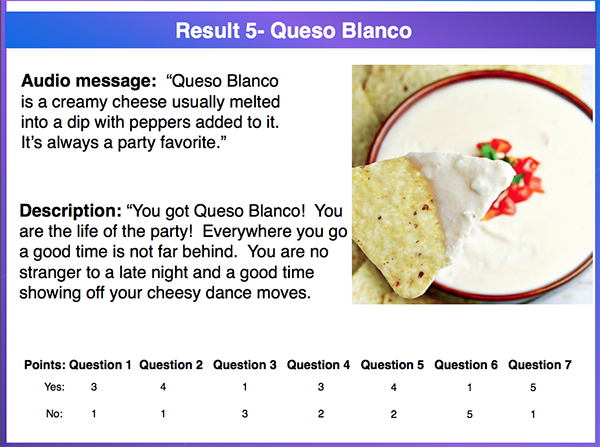 Result 5- Queso Blanco
Audio message:  “Queso Blanco
is a creamy cheese usually melted
into a dip with peppers added to it.
It’s always a party favorite.”
Description: “You got Queso Blanco!  You
are the life of the party!  Everywhere you go
a good time is not far behind.  You are no
stranger to a late night and a good time
showing off your cheesy dance moves.
Points: Question 1 Question 2 Question 3 Question 4 Question 5 Question 6 Question 7
Yes: 3 4 1 3 4 1 5
No: 1 1 3 2 2 5 1